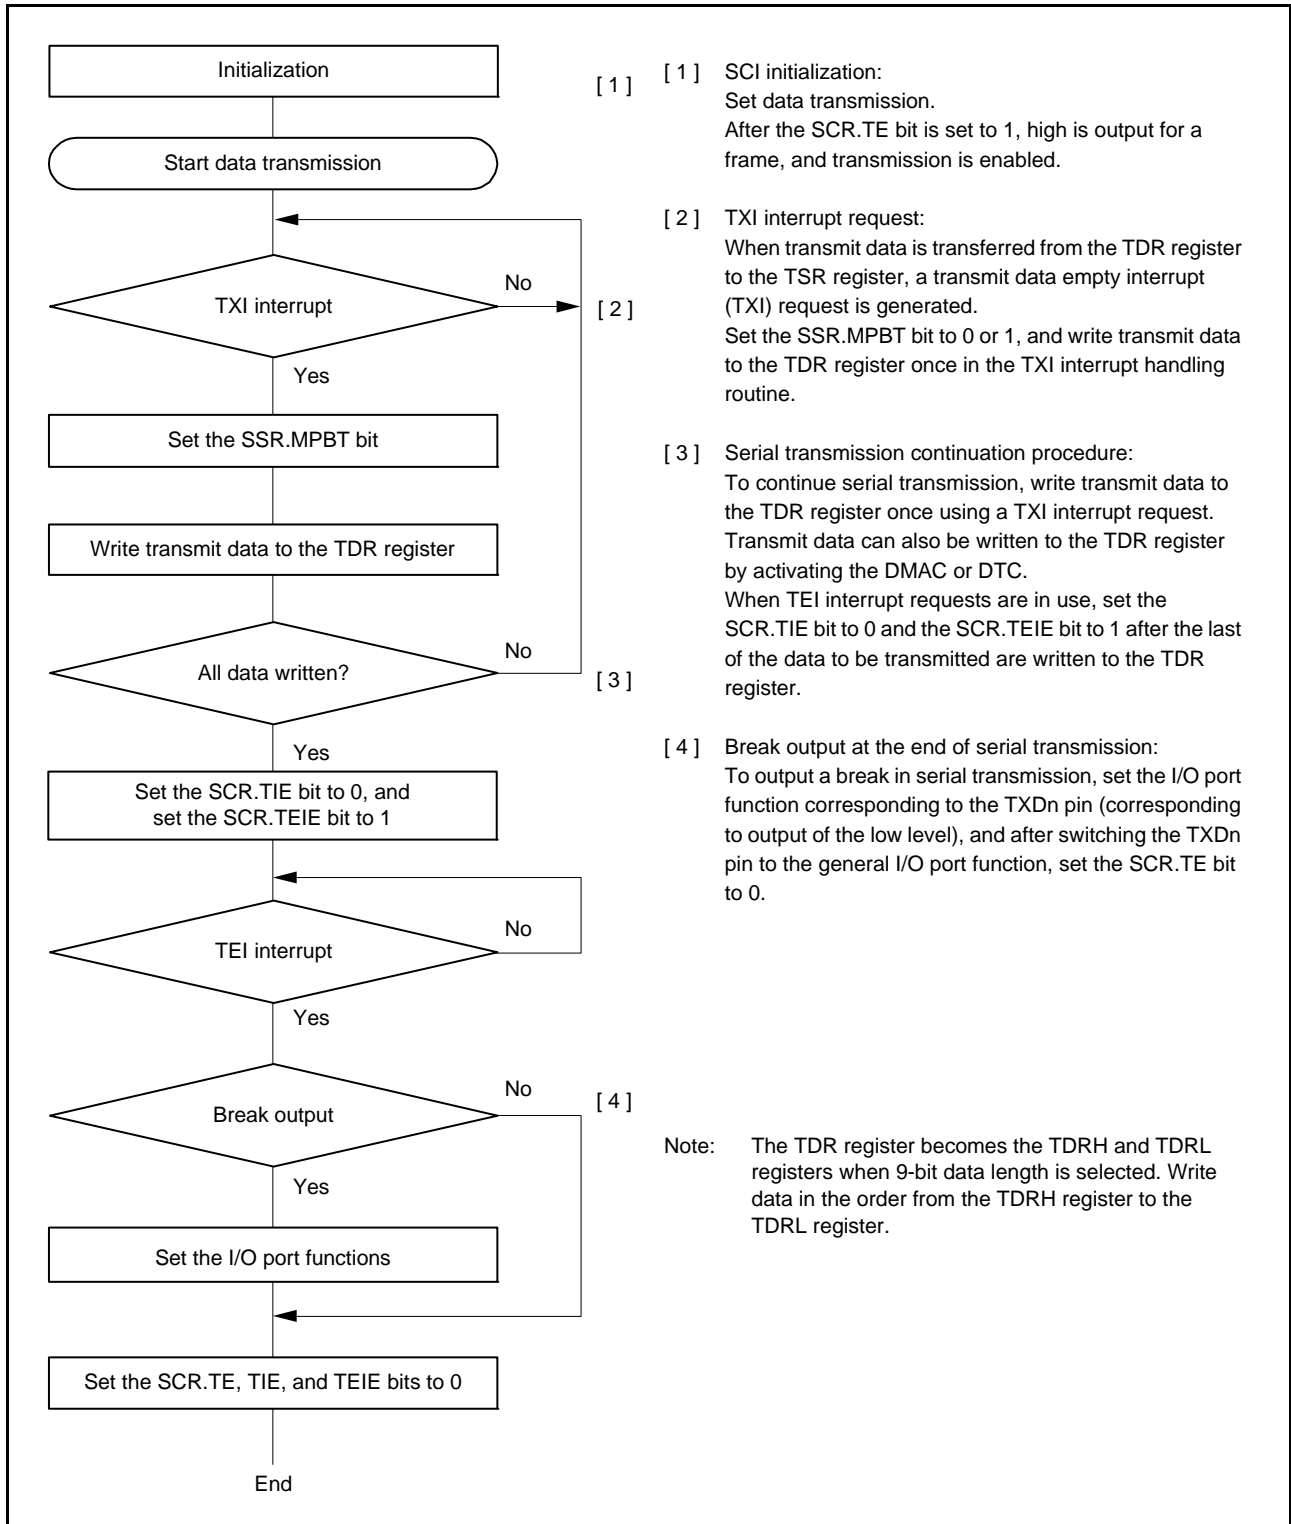 Initialization
[ 1 ]
Start data transmission
TXI interrupt
No
[ 2 ]
Yes
Set the SSR.MPBT bit
Write transmit data to the TDR register
All data written?
No
[ 3 ]
Yes
Set the SCR.TIE bit to 0, and
set the SCR.TEIE bit to 1
TEI interrupt
No
Yes
Break output
No
[ 4 ]
Yes
Set the I/O port functions
Set the SCR.TE, TIE, and TEIE bits to 0
End
[ 1 ] SCI initialization:
Set data transmission.
After the SCR.TE bit is set to 1, high is output for a
frame, and transmission is enabled.
[ 2 ] TXI interrupt request:
When transmit data is transferred from the TDR register
to the TSR register, a transmit data empty interrupt
(TXI) request is generated.
Set the SSR.MPBT bit to 0 or 1, and write transmit data
to the TDR register once in the TXI interrupt handling
routine.
[ 3 ] Serial transmission continuation procedure:
To continue serial transmission, write transmit data to
the TDR register once using a TXI interrupt request.
Transmit data can also be written to the TDR register
by activating the DMAC or DTC.
When TEI interrupt requests are in use, set the
SCR.TIE bit to 0 and the SCR.TEIE bit to 1 after the last
of the data to be transmitted are written to the TDR
register.
[ 4 ] Break output at the end of serial transmission:
To output a break in serial transmission, set the I/O port
function corresponding to the TXDn pin (corresponding
to output of the low level), and after switching the TXDn
pin to the general I/O port function, set the SCR.TE bit
to 0.
Note: The TDR register becomes the TDRH and TDRL
registers when 9-bit data length is selected. Write
data in the order from the TDRH register to the
TDRL register.